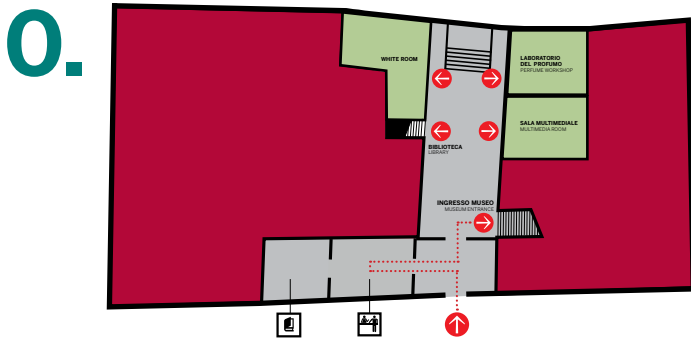 0.
WHITE ROOM
LABORATORIO
DEL PROFUMO
PERFUME WORKSHOP
SALA MULTIMEDIALE
MULTIMEDIA ROOM
BIBLIOTECA
LIBRARY
INGRESSO MUSEO
MUSEUM ENTRANCE